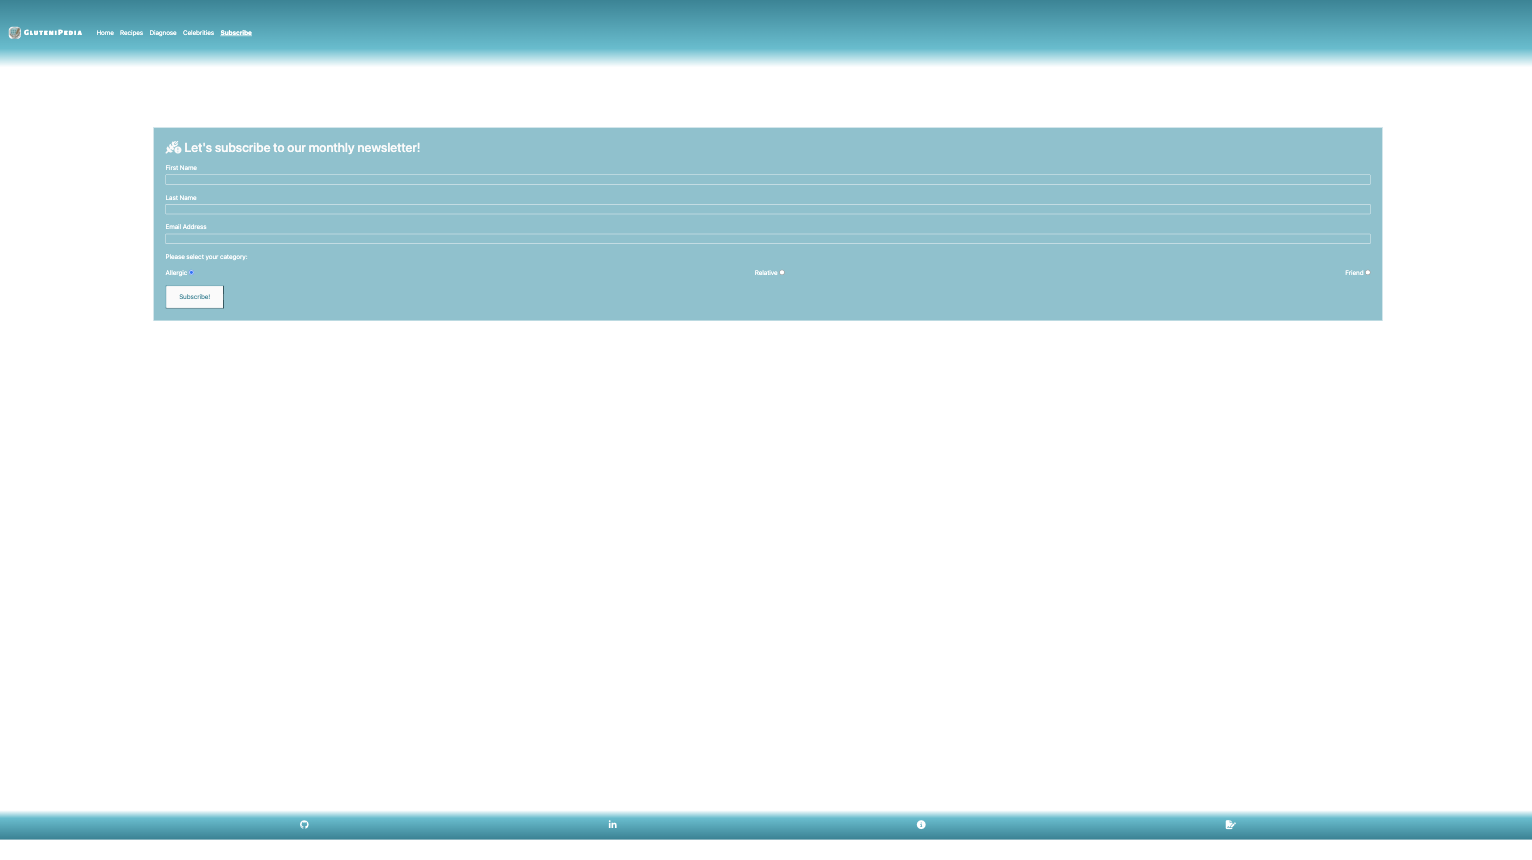 GluteniPedia Home Recipes Diagnose Celebrities Subscribe
Let's subscribe to our monthly newsletter!
First Name
Last Name
Email Address
Please select your category:
Allergic Relative Friend
Subscribe!